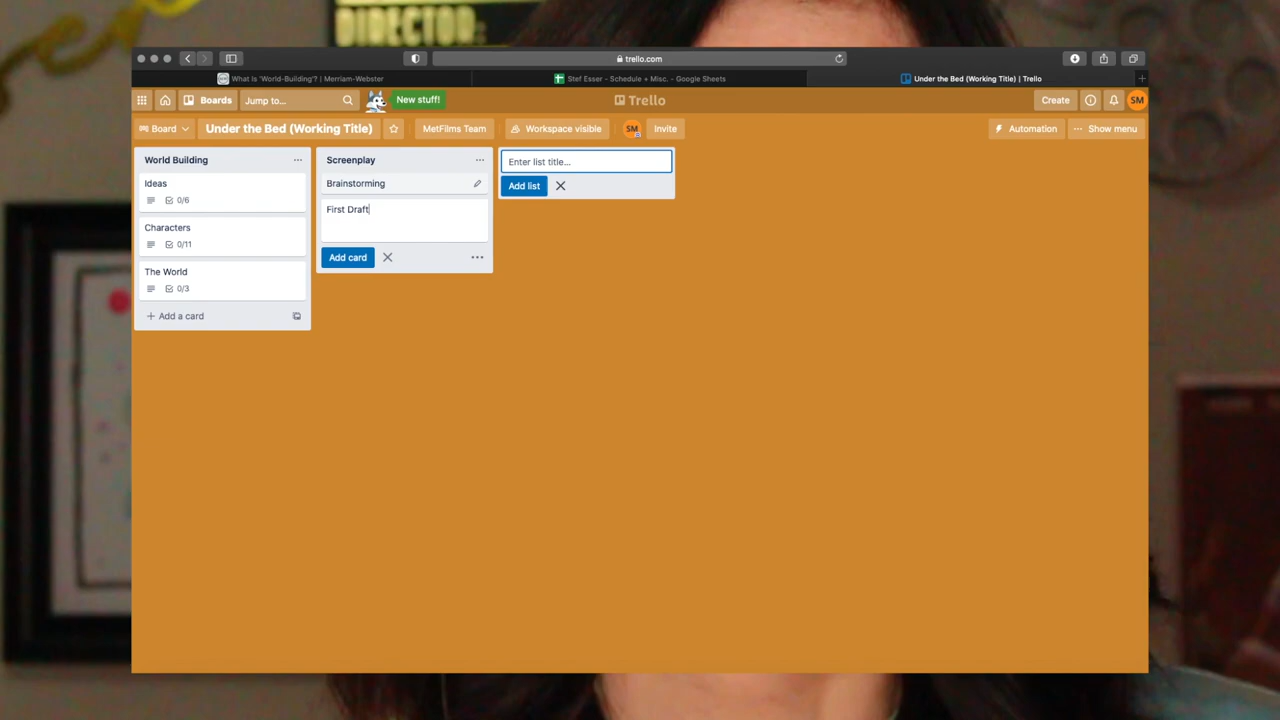 DIRECTOR:
trello.com
What Is 'World-Building'? | Merriam-Webster
Stef Esser - Schedule + Misc. - Google Sheets
Under the Bed (Working Title) | Trello
Boards
Jump to...
New stuff!
Trello
Create
SM
Board
Under the Bed (Working Title)
MetFilms Team
Workspace visible
SM
Invite
Automation
Show menu
World Building
Ideas
0/6
Characters
0/11
The World
0/3
+ Add a card
Screenplay
Brainstorming
First Draft
Add card
Enter list title...
Add list